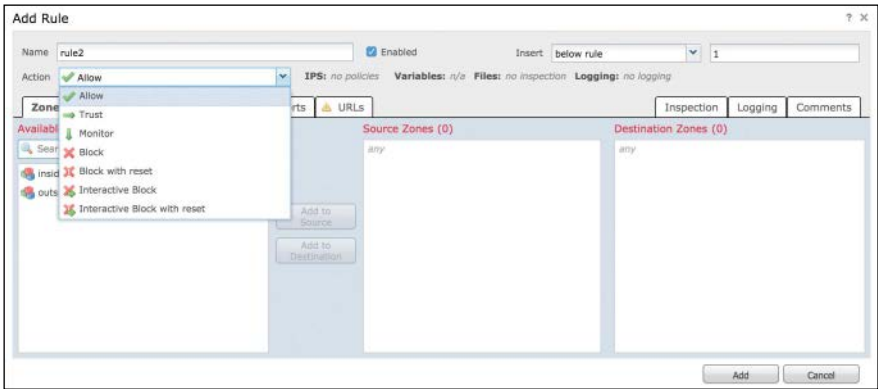 Add Rule ?
Name rule2 Enabled Insert below rule 1
Action Allow IPS: no policies Variables: n/a Files: no inspection Logging: no logging
Allow
Trust
Monitor
Block
Block with reset
Interactive Block
Interactive Block with reset
Zone rts URLs Inspection Logging Comments
Availabl Source Zones (0) Destination Zones (0)
Sear any any
insid
outs
Add to
Source
Add to
Destination
Add Cancel